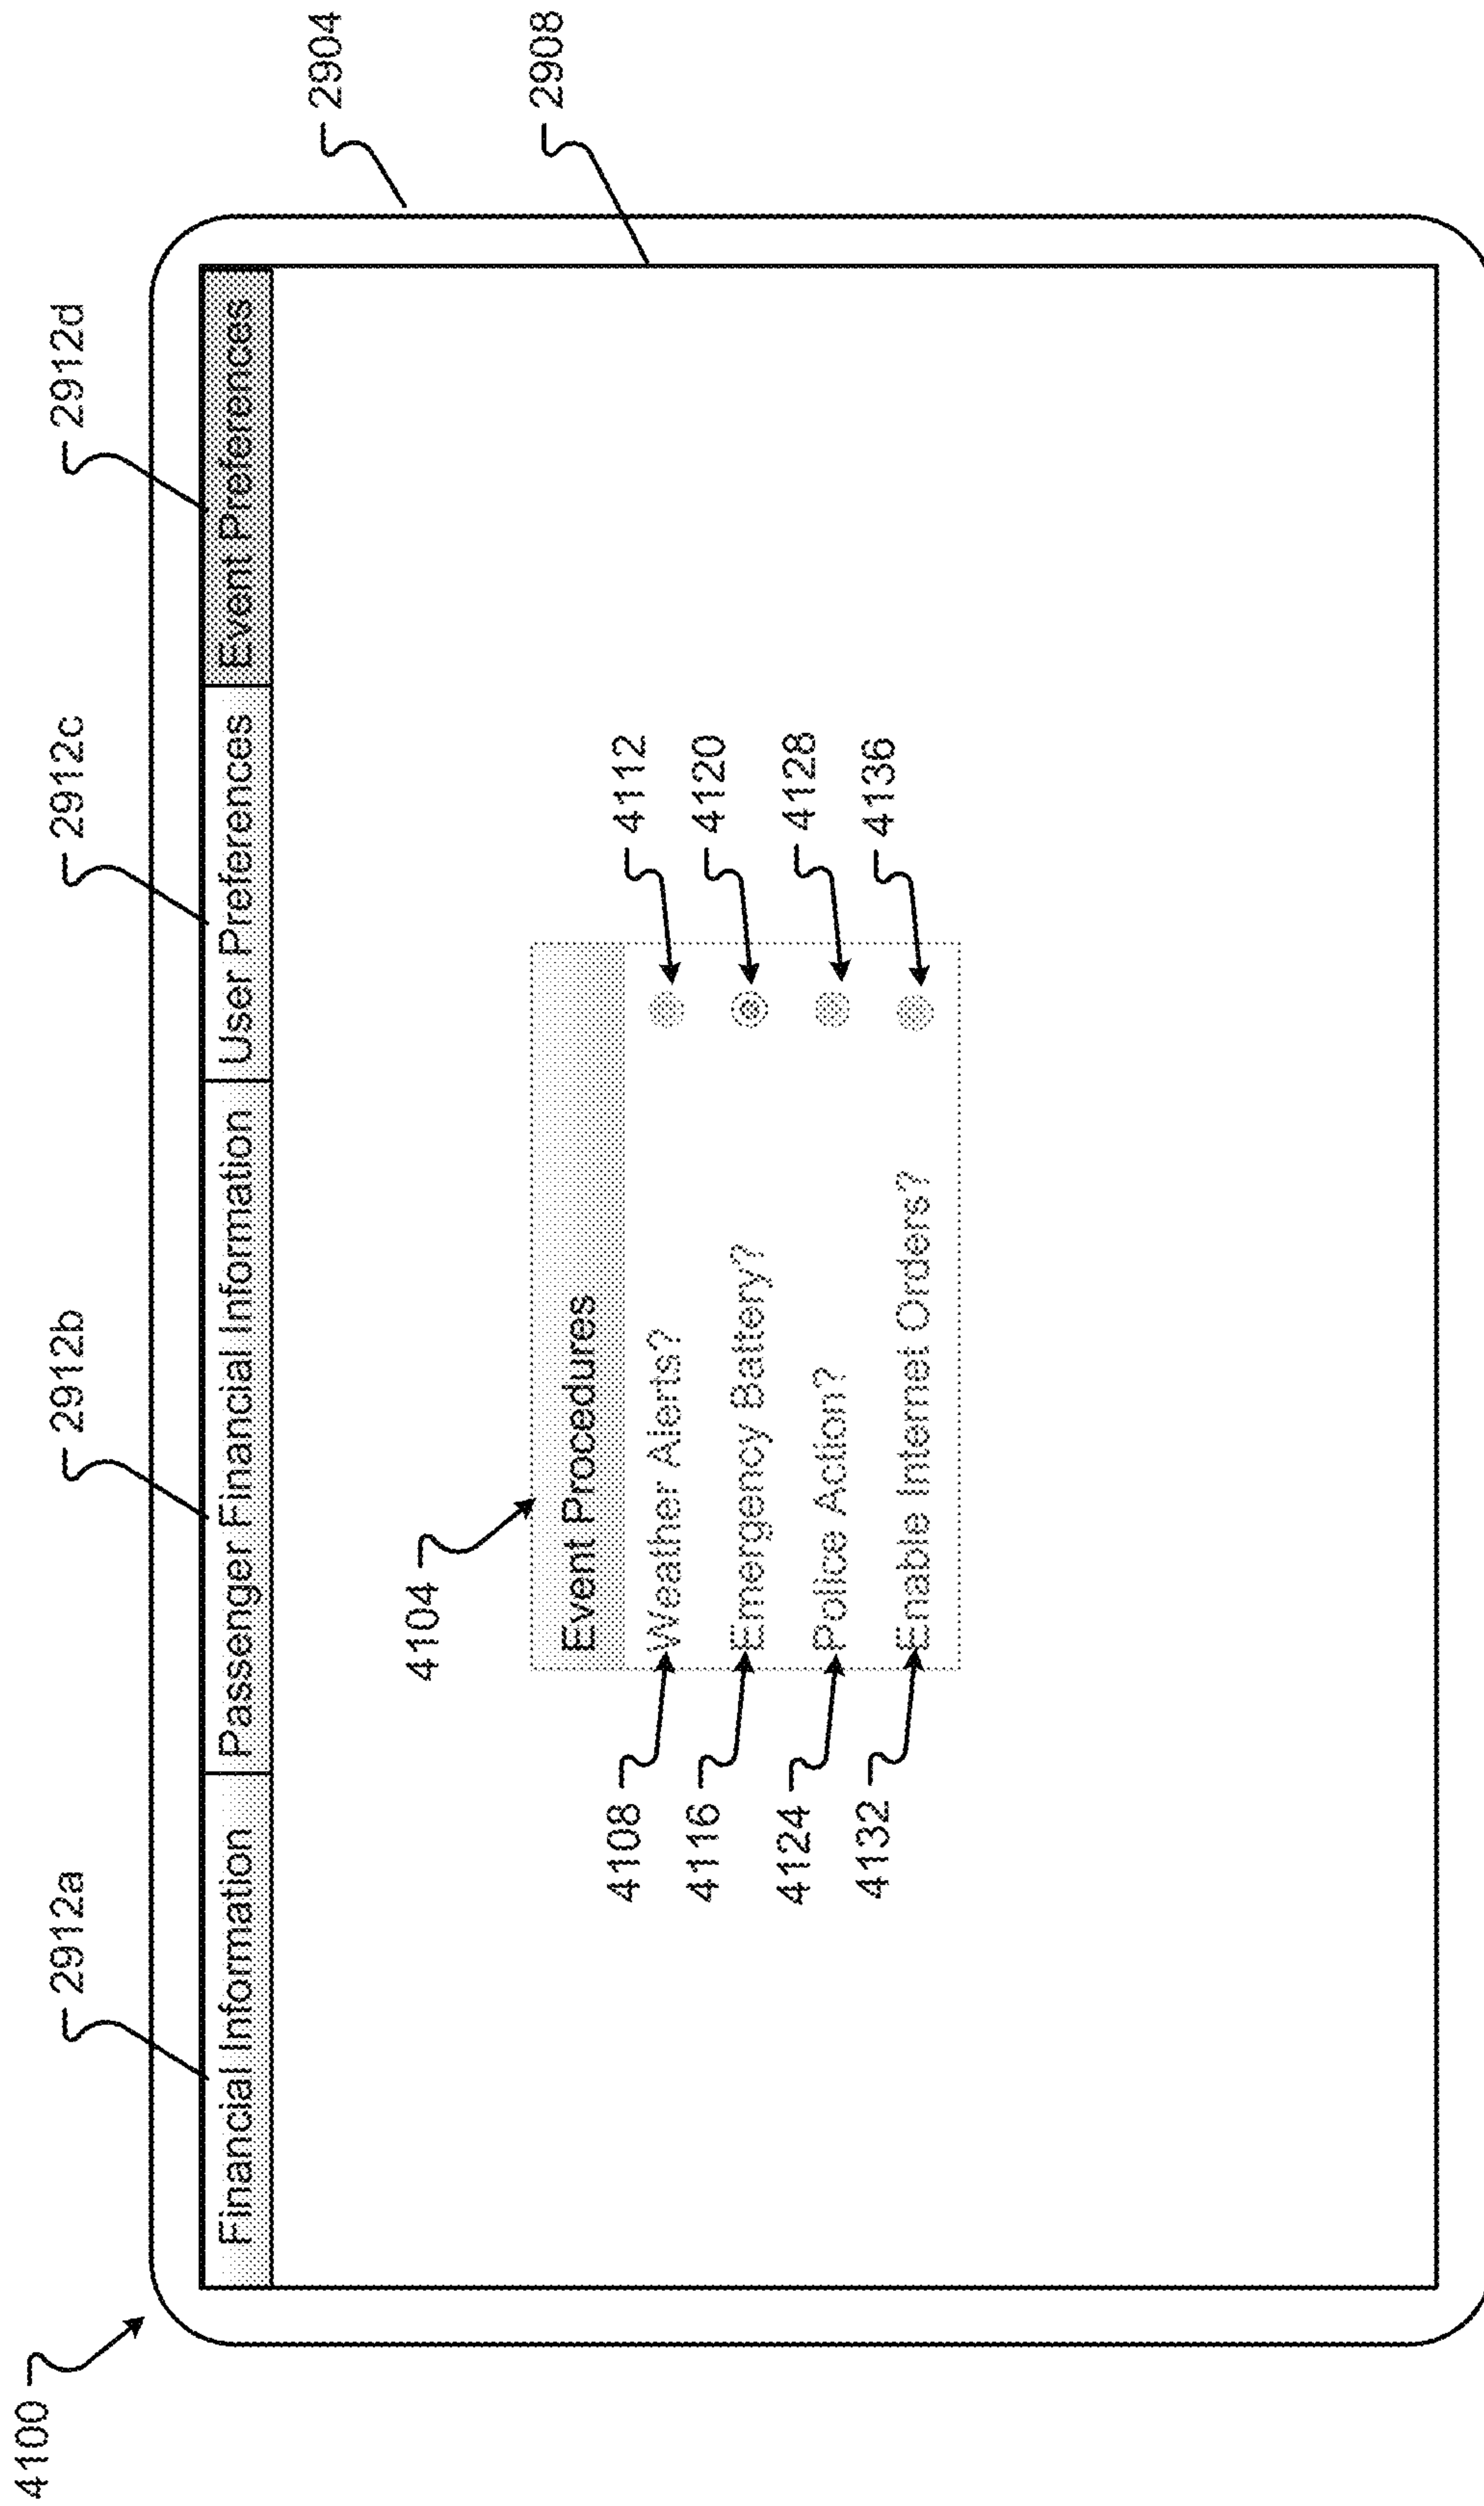 4100
2912a
2912b
2912c
2912d
2904
2908
Financial Information
Passenger Financial Information
User Preferences
Event Preferences
4104
Event Procedures
4108
Weather Alerts?
4112
4116
Emergency Battery?
4120
4124
Police Action?
4128
4132
Enable Internet Orders?
4136